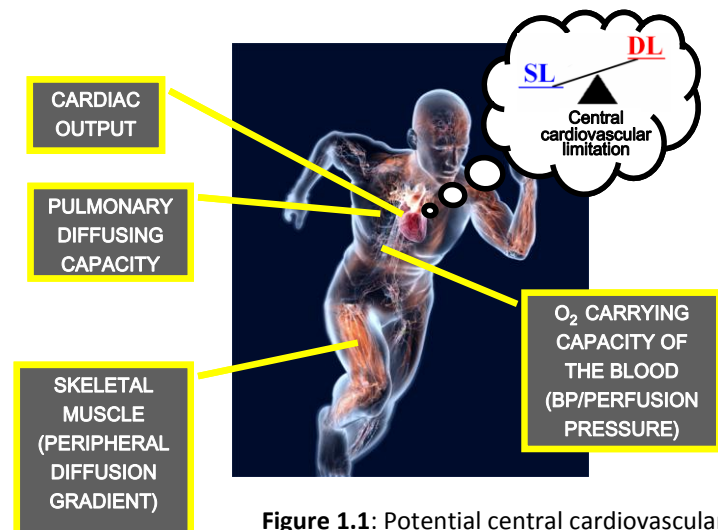 SL
DL
Central
cardiovascular
limitation
CARDIAC
OUTPUT
PULMONARY
DIFFUSING
CAPACITY
SKELETAL
MUSCLE
(PERIPHERAL
DIFFUSION
GRADIENT)
O₂ CARRYING
CAPACITY OF
THE BLOOD
(BP/PERFUSION
PRESSURE)
Figure 1.1: Potential central cardiovascular